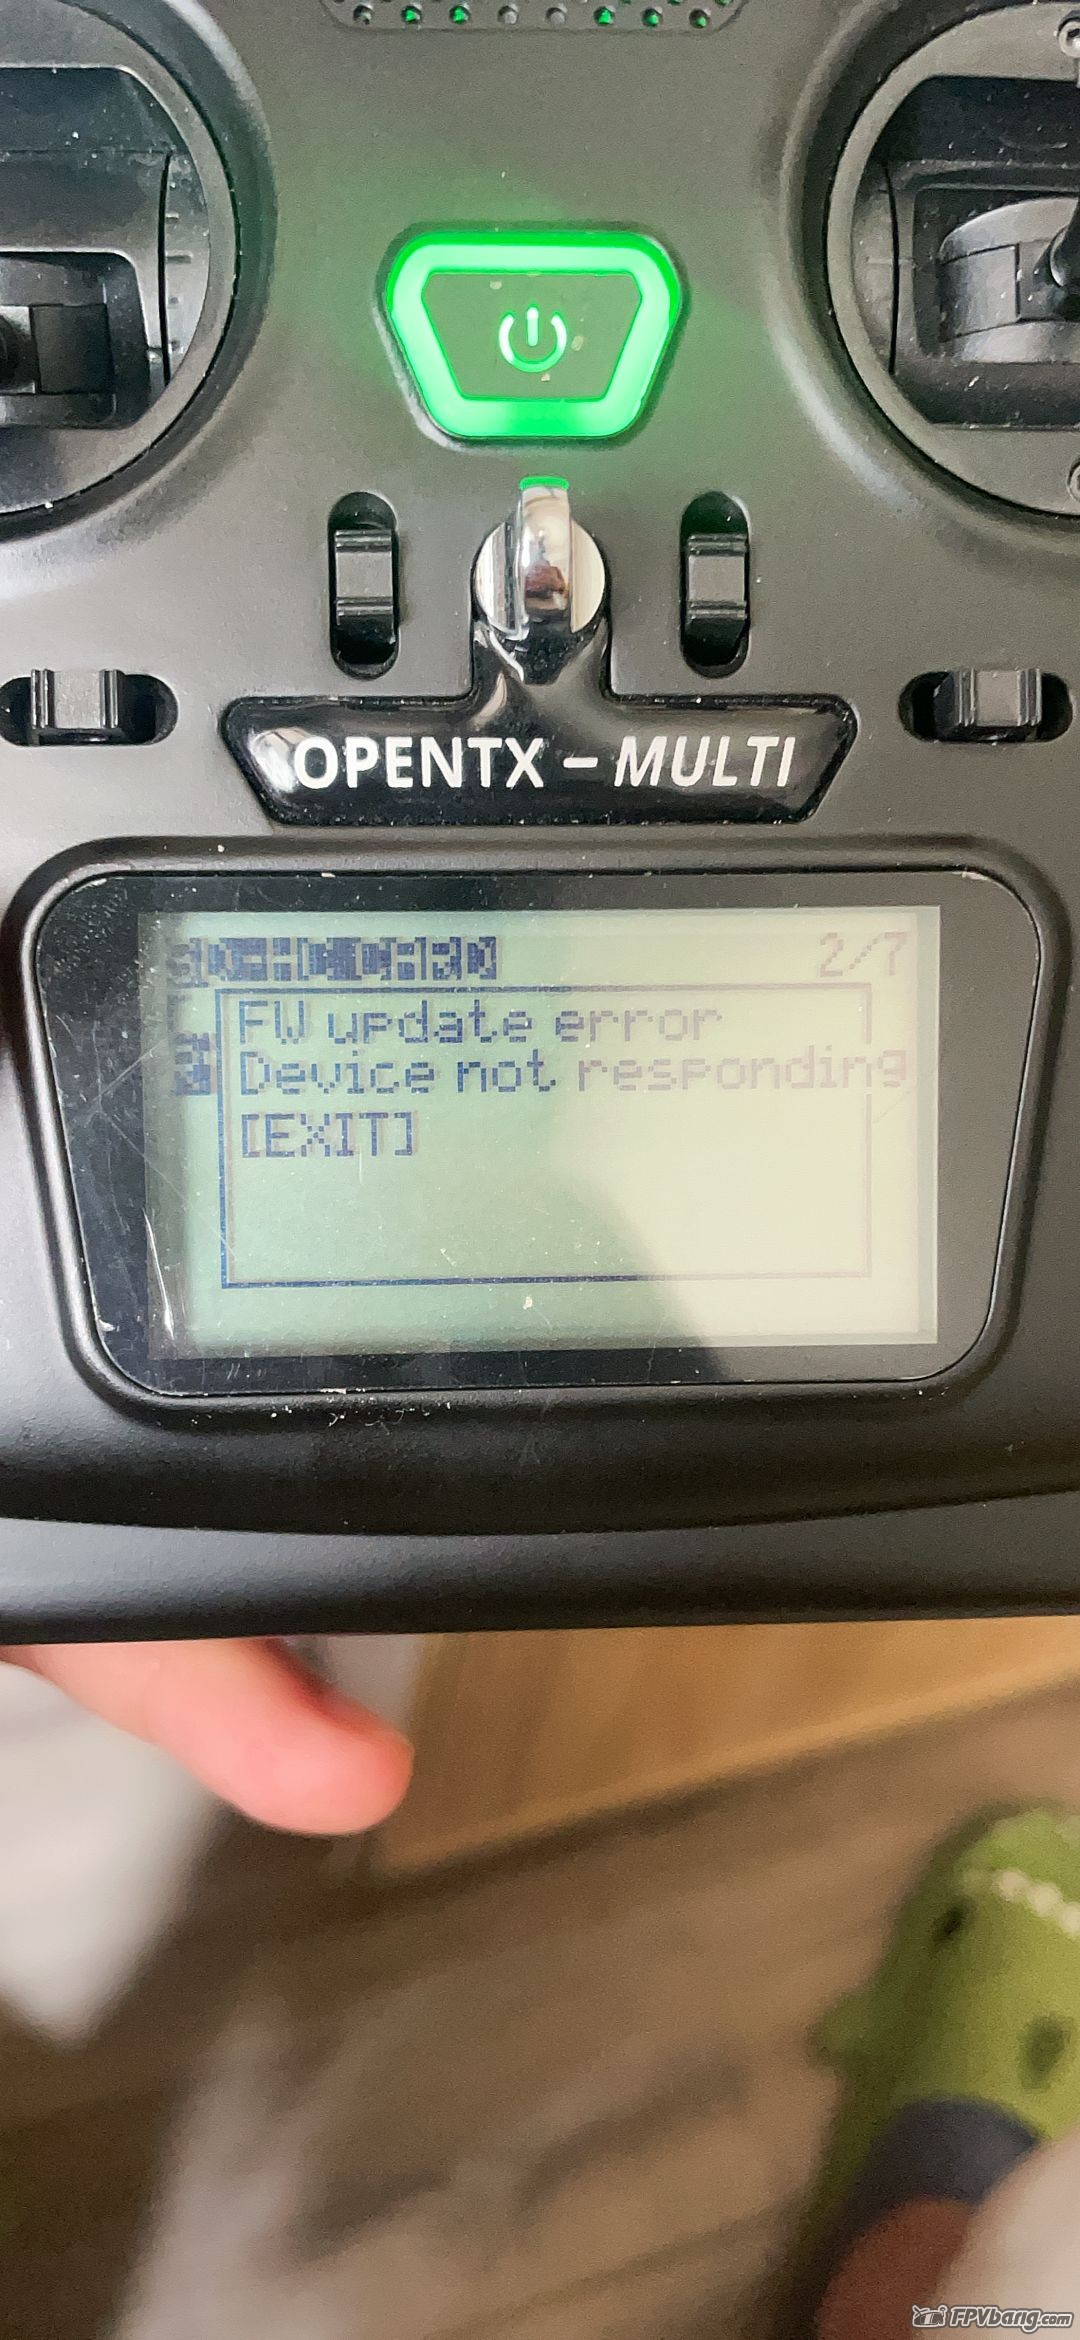 OPENTX – MULTI
2/7
FW update error
Device not responding
[EXIT]
FPVbang.com